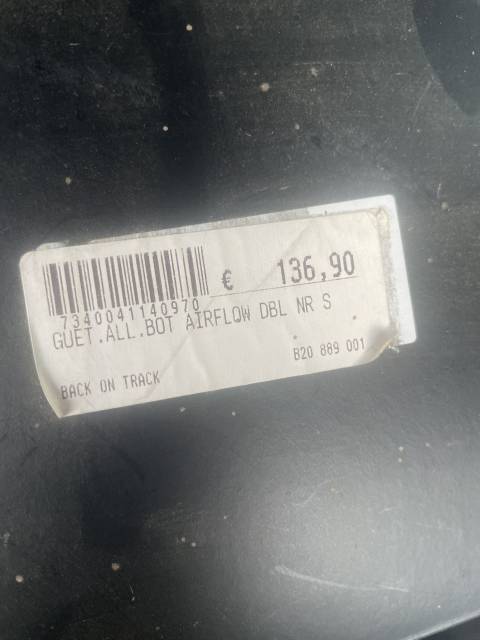 € 136,90
7340041140970
GUET.ALL.BOT AIRFLOW DBL NR S
B20 889 001
BACK ON TRACK